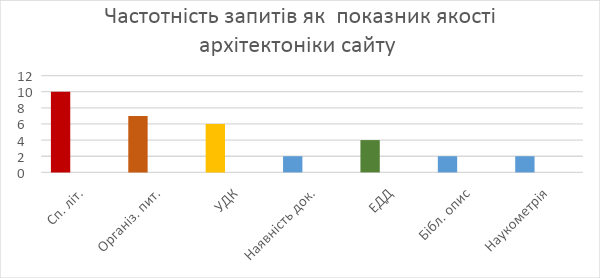 Частотність запитів як  показник якості
архітектоніки сайту
12
10
8
6
4
2
0
Сп. літ.
Організ. пит.
УДК
Наявність док.
ЕДД
Бібл. опис
Наукометрія